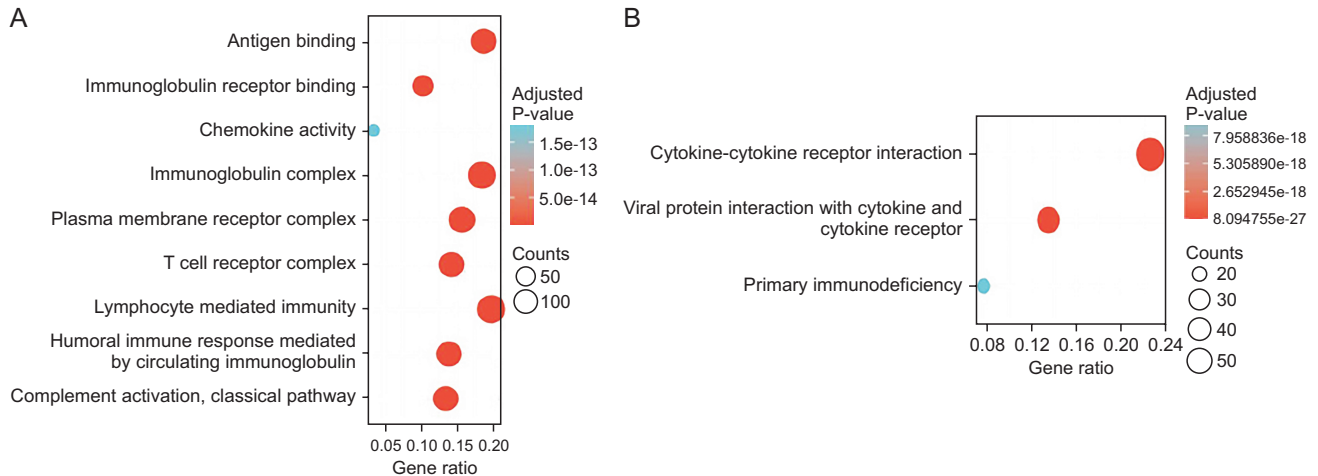 A
Antigen binding
Immunoglobulin receptor binding
Chemokine activity
Immunoglobulin complex
Plasma membrane receptor complex
T cell receptor complex
Lymphocyte mediated immunity
Humoral immune response mediated
by circulating immunoglobulin
Complement activation, classical pathway
0.05 0.10 0.15 0.20
Gene ratio
Adjusted
P-value
1.5e-13
1.0e-13
5.0e-14
Counts
50
100
B
Cytokine-cytokine receptor interaction
Viral protein interaction with cytokine and
cytokine receptor
Primary immunodeficiency
0.08 0.12 0.16 0.20 0.24
Gene ratio
Adjusted
P-value
7.958836e-18
5.305890e-18
2.652945e-18
8.094755e-27
Counts
20
30
40
50